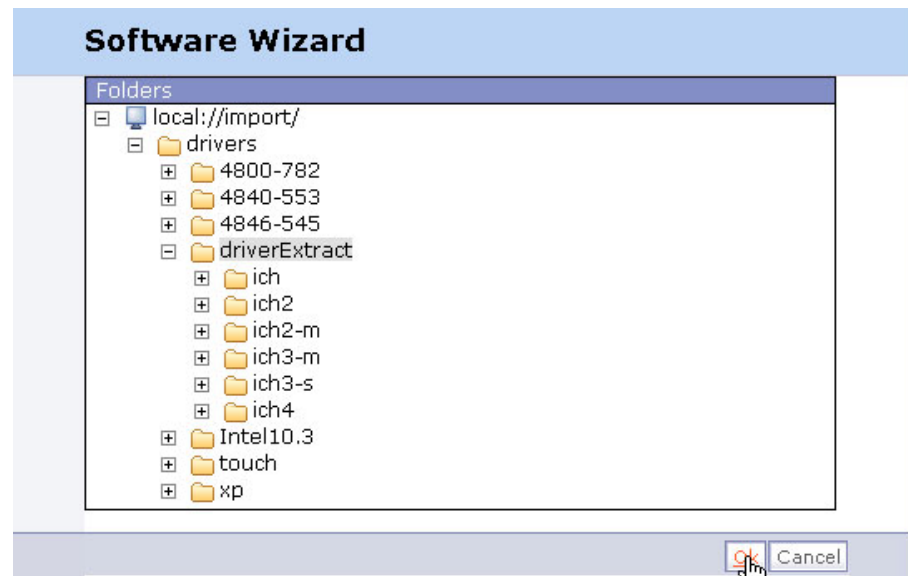 Software Wizard
Folders
local://import/
drivers
4800-782
4840-553
4846-545
driverExtract
ich
ich2
ich2-m
ich3-m
ich3-s
ich4
Intel10.3
touch
xp
Ok Cancel